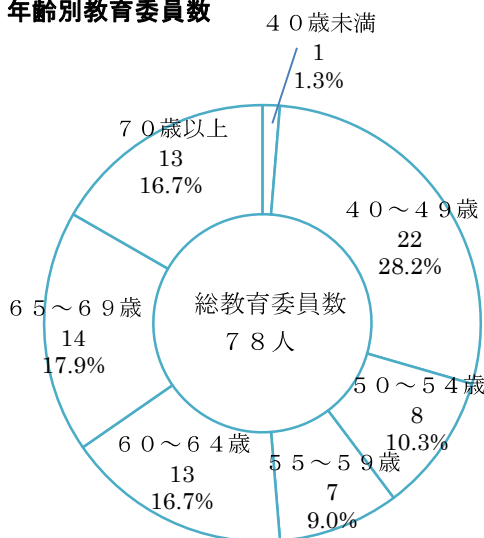 年齢別教育委員数
４０歳未満
1
1.3%
４０～４９歳
22
28.2%
５０～５４歳
8
10.3%
５５～５９歳
7
9.0%
６０～６４歳
13
16.7%
６５～６９歳
14
17.9%
７０歳以上
13
16.7%
総教育委員数
７８人